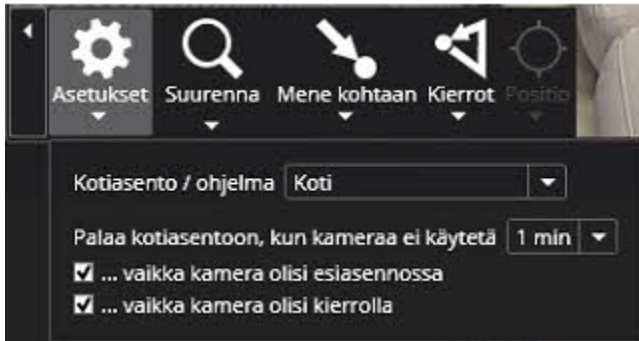 Asetukset Suurenna Mene kohtaan Kierrot Positio
Kotiasento / ohjelma Koti
Palaa kotiasentoon, kun kameraa ei käytetä 1 min
... vaikka kamera olisi esiasennossa
... vaikka kamera olisi kierrolla